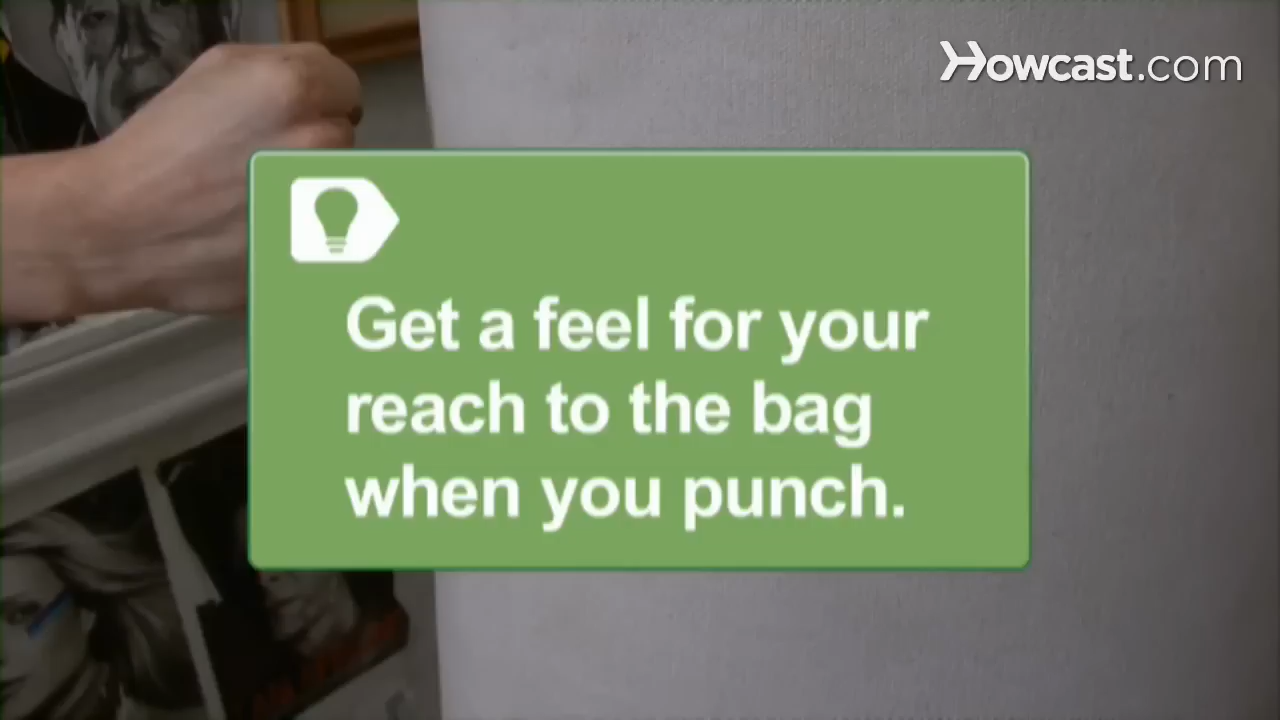 Howcast.com
Get a feel for your
reach to the bag
when you punch.